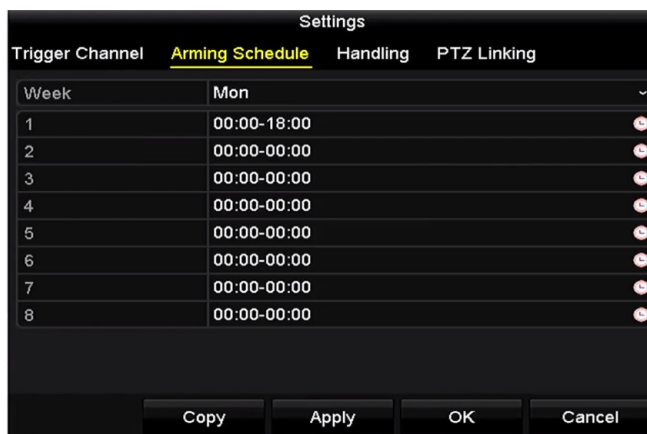 Settings
Trigger Channel Arming Schedule Handling PTZ Linking
Week Mon
1 00:00-18:00
2 00:00-00:00
3 00:00-00:00
4 00:00-00:00
5 00:00-00:00
6 00:00-00:00
7 00:00-00:00
8 00:00-00:00
Copy Apply OK Cancel